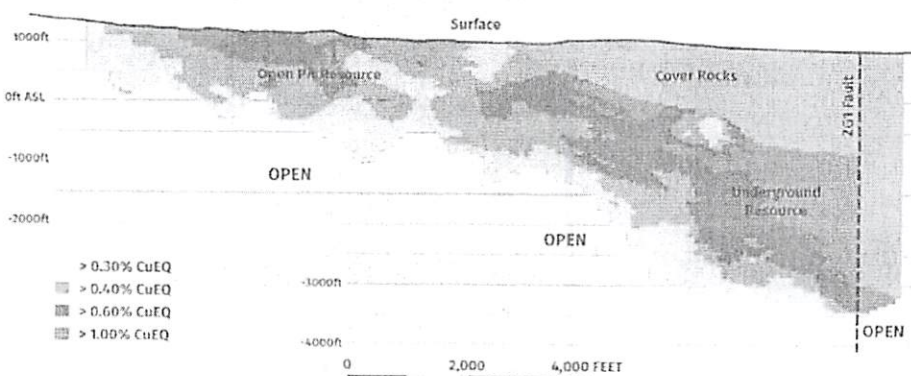 Surface
1000ft
Open Pit Resource
Cover Rocks
0ft ASL
ZG1 Fault
-1000ft
OPEN
Underground
Resource
-2000ft
OPEN
> 0.30% CuEQ
> 0.40% CuEQ
-3000ft
> 0.60% CuEQ
> 1.00% CuEQ
OPEN
-4000ft
0 2,000 4,000 FEET